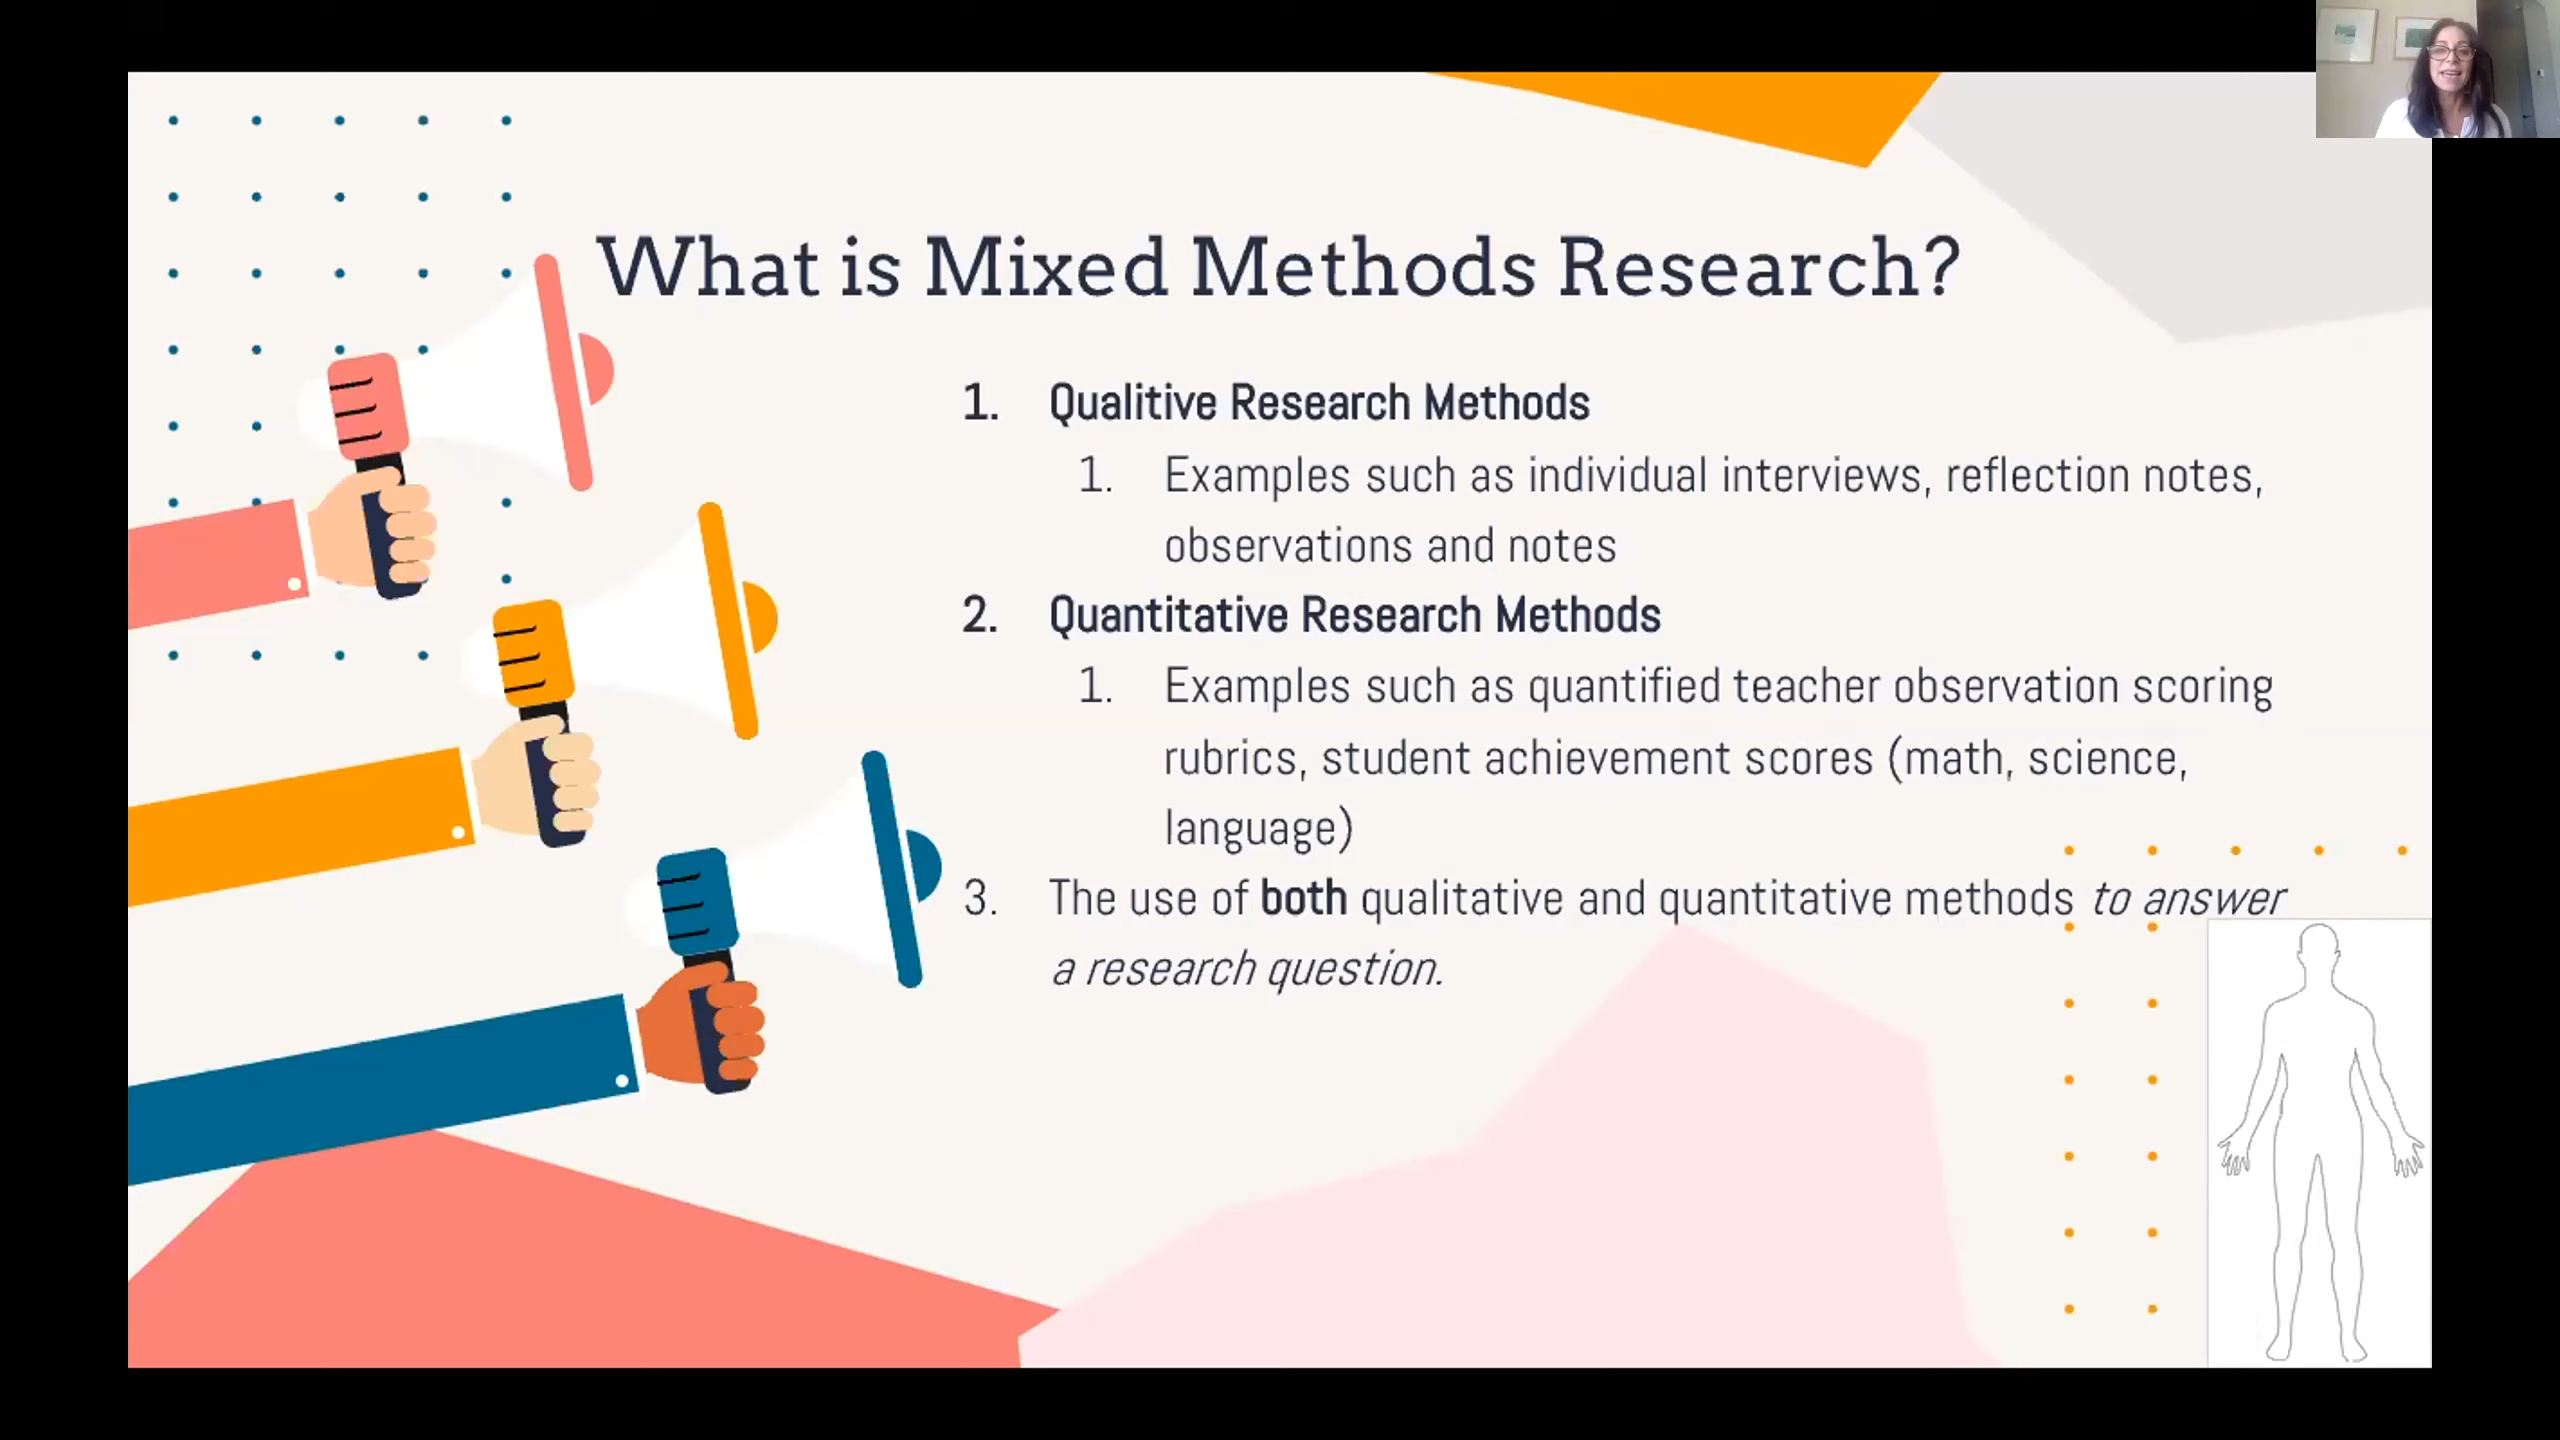 What is Mixed Methods Research?
1. Qualitive Research Methods
1. Examples such as individual interviews, reflection notes,
observations and notes
2. Quantitative Research Methods
1. Examples such as quantified teacher observation scoring
rubrics, student achievement scores (math, science,
language)
3. The use of both qualitative and quantitative methods to answer
a research question.